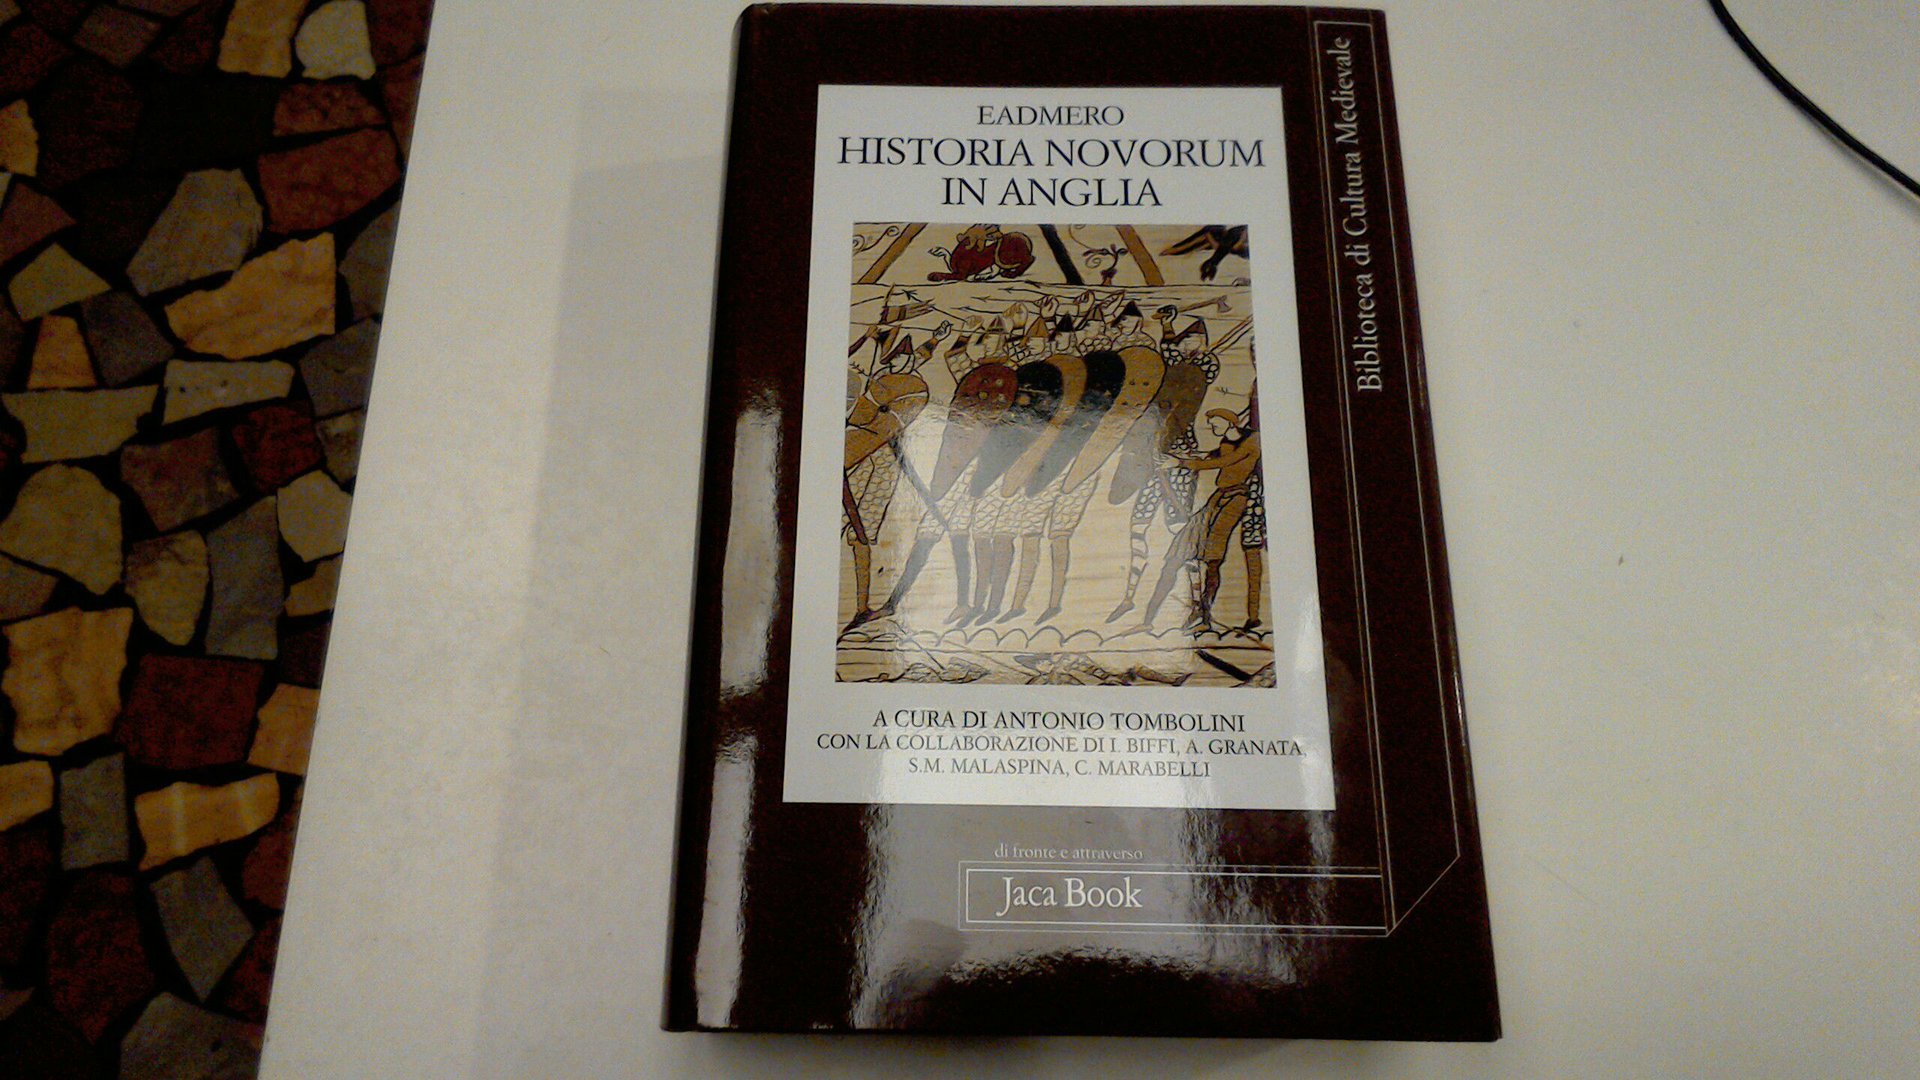 EADMERO
HISTORIA NOVORUM
IN ANGLIA
A CURA DI ANTONIO TOMBOLINI
CON LA COLLABORAZIONE DI I. BIFFI, A. GRANATA,
S.M. MALASPINA, C. MARABELLI
di fronte e attraverso
Jaca Book
Biblioteca di Cultura Medievale